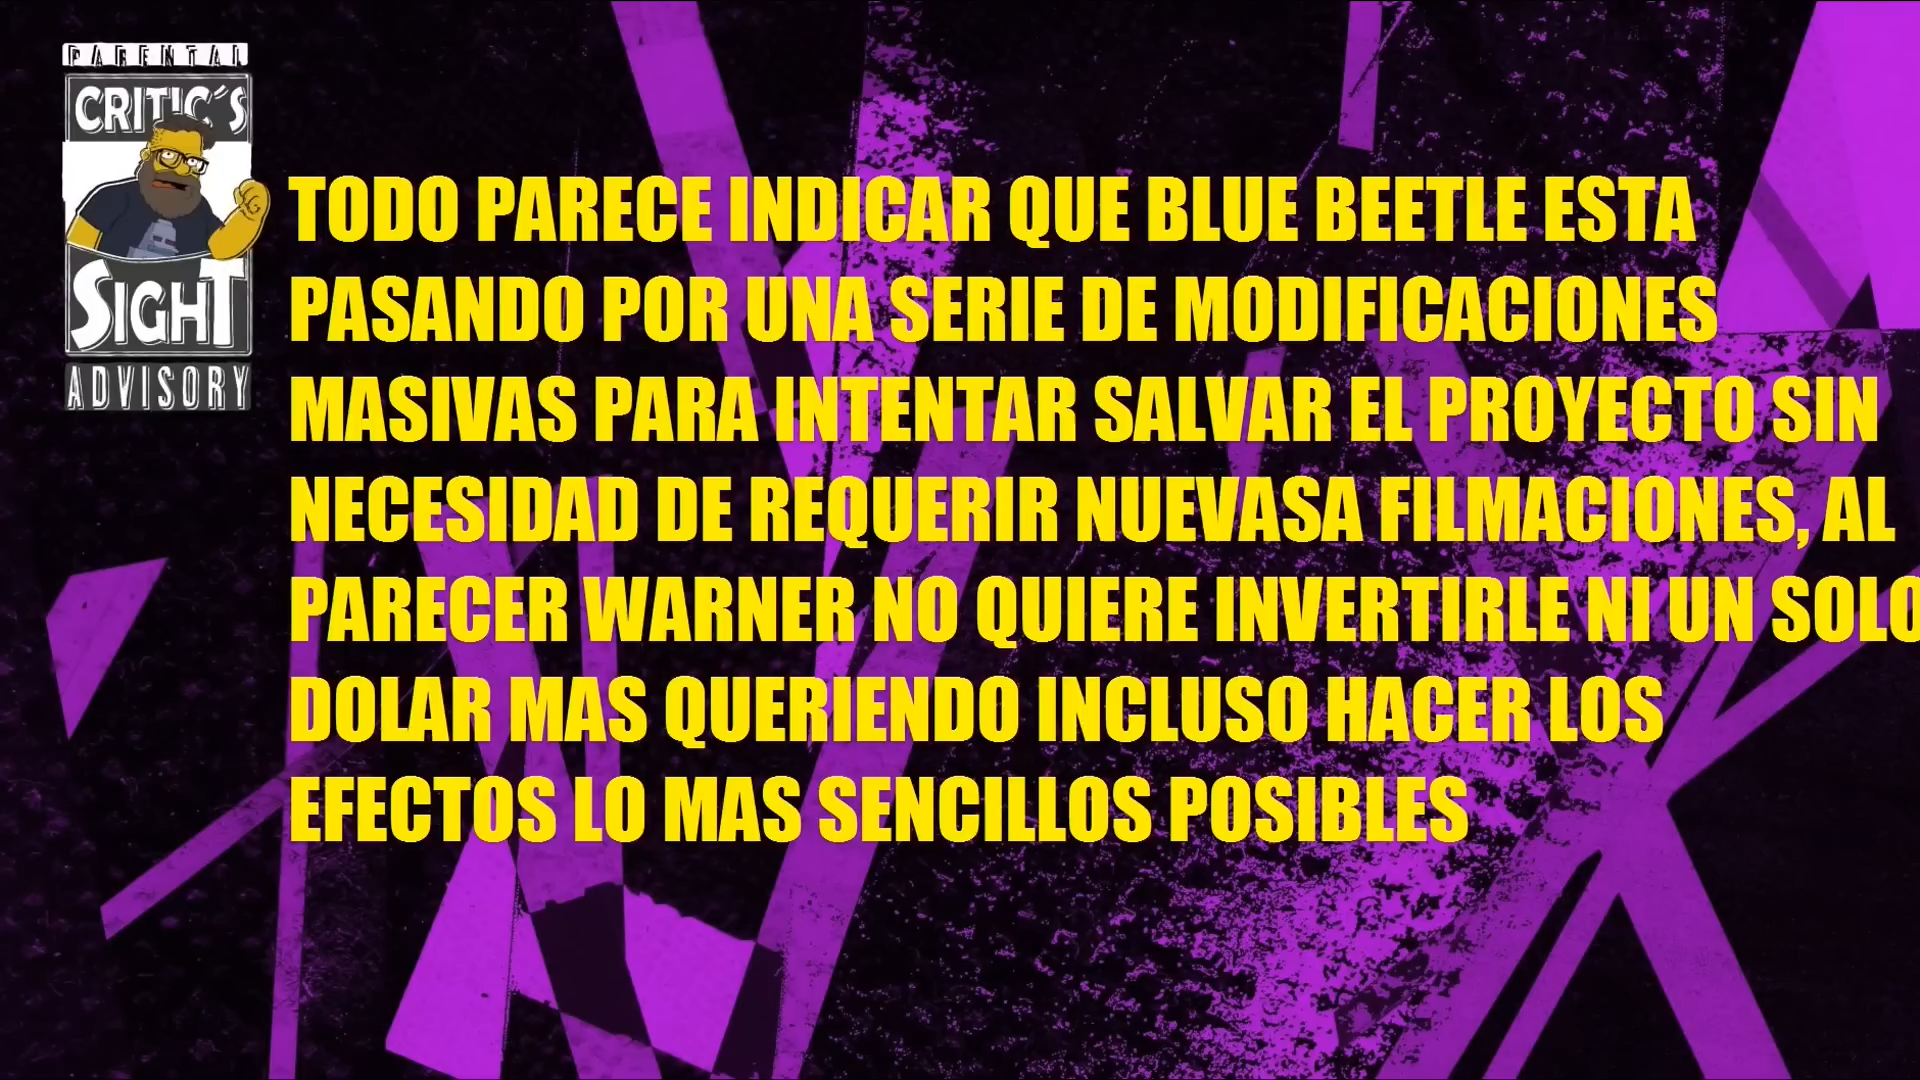 PARENTAL
CRITIC´S
SIGHT
ADVISORY
TODO PARECE INDICAR QUE BLUE BEETLE ESTA
PASANDO POR UNA SERIE DE MODIFICACIONES
MASIVAS PARA INTENTAR SALVAR EL PROYECTO SIN
NECESIDAD DE REQUERIR NUEVASA FILMACIONES, AL
PARECER WARNER NO QUIERE INVERTIRLE NI UN SOLO
DOLAR MAS QUERIENDO INCLUSO HACER LOS
EFECTOS LO MAS SENCILLOS POSIBLES